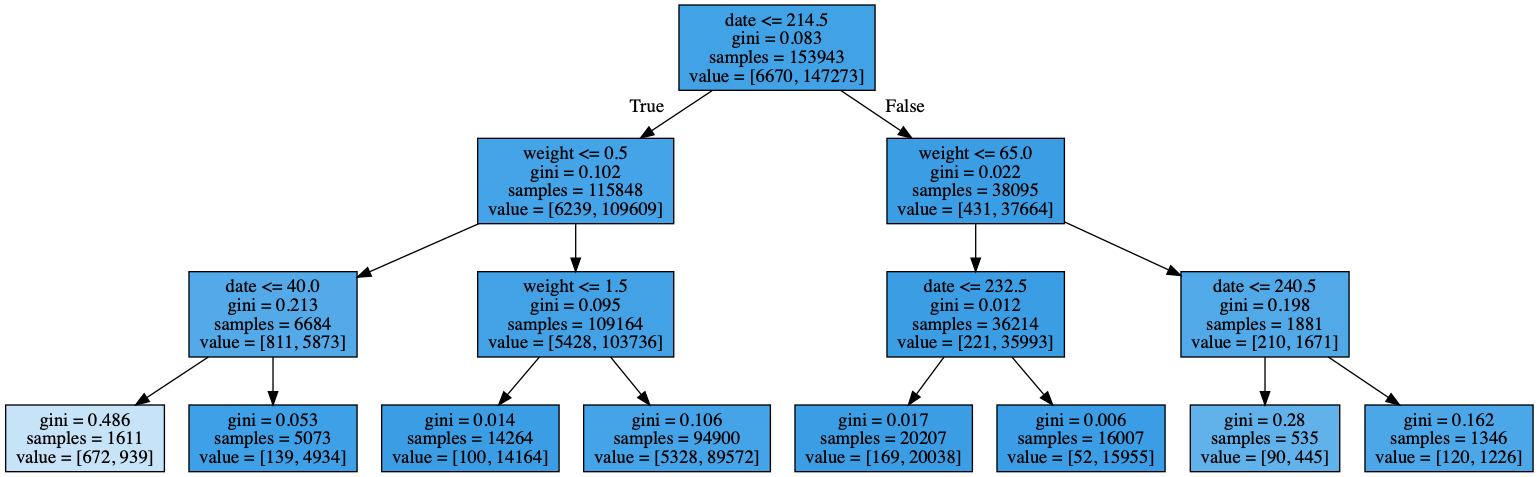 date <= 214.5
gini = 0.083
samples = 153943
value = [6670, 147273]
True
False
weight <= 0.5
gini = 0.102
samples = 115848
value = [6239, 109609]
weight <= 65.0
gini = 0.022
samples = 38095
value = [431, 37664]
date <= 40.0
gini = 0.213
samples = 6684
value = [811, 5873]
weight <= 1.5
gini = 0.095
samples = 109164
value = [5428, 103736]
date <= 232.5
gini = 0.012
samples = 36214
value = [221, 35993]
date <= 240.5
gini = 0.198
samples = 1881
value = [210, 1671]
gini = 0.486
samples = 1611
value = [672, 939]
gini = 0.053
samples = 5073
value = [139, 4934]
gini = 0.014
samples = 14264
value = [100, 14164]
gini = 0.106
samples = 94900
value = [5328, 89572]
gini = 0.017
samples = 20207
value = [169, 20038]
gini = 0.006
samples = 16007
value = [52, 15955]
gini = 0.28
samples = 535
value = [90, 445]
gini = 0.162
samples = 1346
value = [120, 1226]